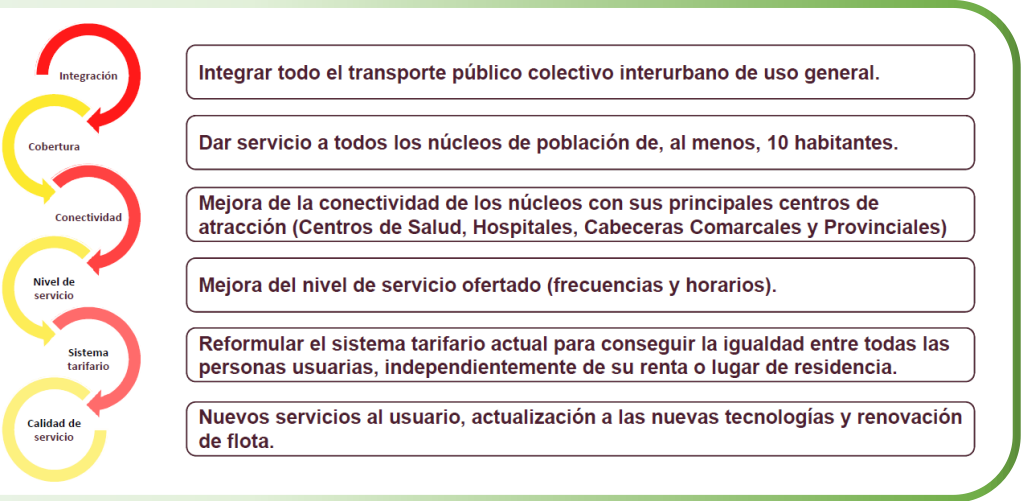 Integración
Integrar todo el transporte público colectivo interurbano de uso general.
Cobertura
Dar servicio a todos los núcleos de población de, al menos, 10 habitantes.
Conectividad
Mejora de la conectividad de los núcleos con sus principales centros de
atracción (Centros de Salud, Hospitales, Cabeceras Comarcales y Provinciales)
Nivel de
servicio
Mejora del nivel de servicio ofertado (frecuencias y horarios).
Sistema
tarifario
Reformular el sistema tarifario actual para conseguir la igualdad entre todas las
personas usuarias, independientemente de su renta o lugar de residencia.
Calidad de
servicio
Nuevos servicios al usuario, actualización a las nuevas tecnologías y renovación
de flota.